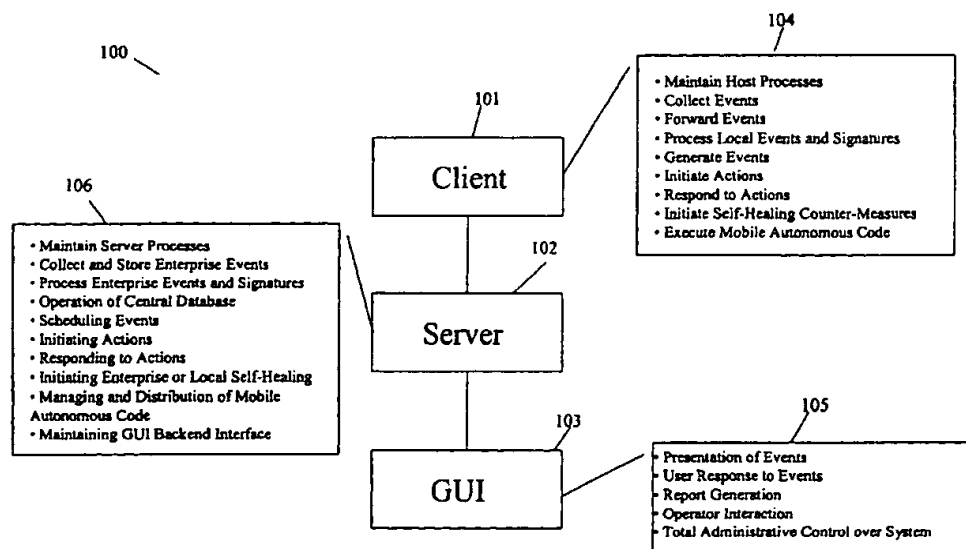 100
104
• Maintain Host Processes
• Collect Events
• Forward Events
• Process Local Events and Signatures
• Generate Events
• Initiate Actions
• Respond to Actions
• Initiate Self-Healing Counter-Measures
• Execute Mobile Autonomous Code
101
Client
106
• Maintain Server Processes
• Collect and Store Enterprise Events
• Process Enterprise Events and Signatures
• Operation of Central Database
• Scheduling Events
• Initiating Actions
• Responding to Actions
• Initiating Enterprise or Local Self-Healing
• Managing and Distribution of Mobile
Autonomous Code
• Maintaining GUI Backend Interface
102
Server
103
GUI
105
• Presentation of Events
• User Response to Events
• Report Generation
• Operator Interaction
• Total Administrative Control over System